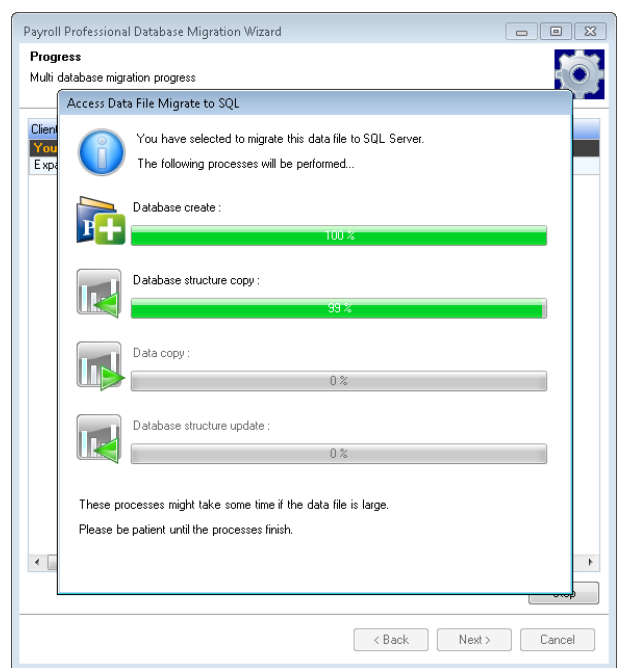 Payroll Professional Database Migration Wizard
Progress
Multi database migration progress
Access Data File Migrate to SQL
You have selected to migrate this data file to SQL Server.
The following processes will be performed...
Database create :
100 %
Database structure copy :
99 %
Data copy :
0 %
Database structure update :
0 %
These processes might take some time if the data file is large.
Please be patient until the processes finish.
< Back
Next >
Cancel